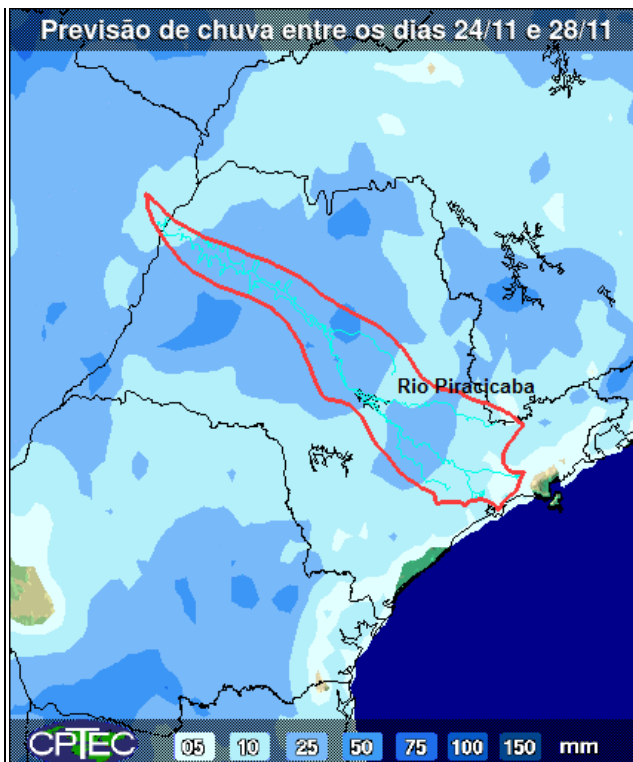 Previsão de chuva entre os dias 24/11 e 28/11
Rio Piracicaba
CPTEC 05 10 25 50 75 100 150 mm